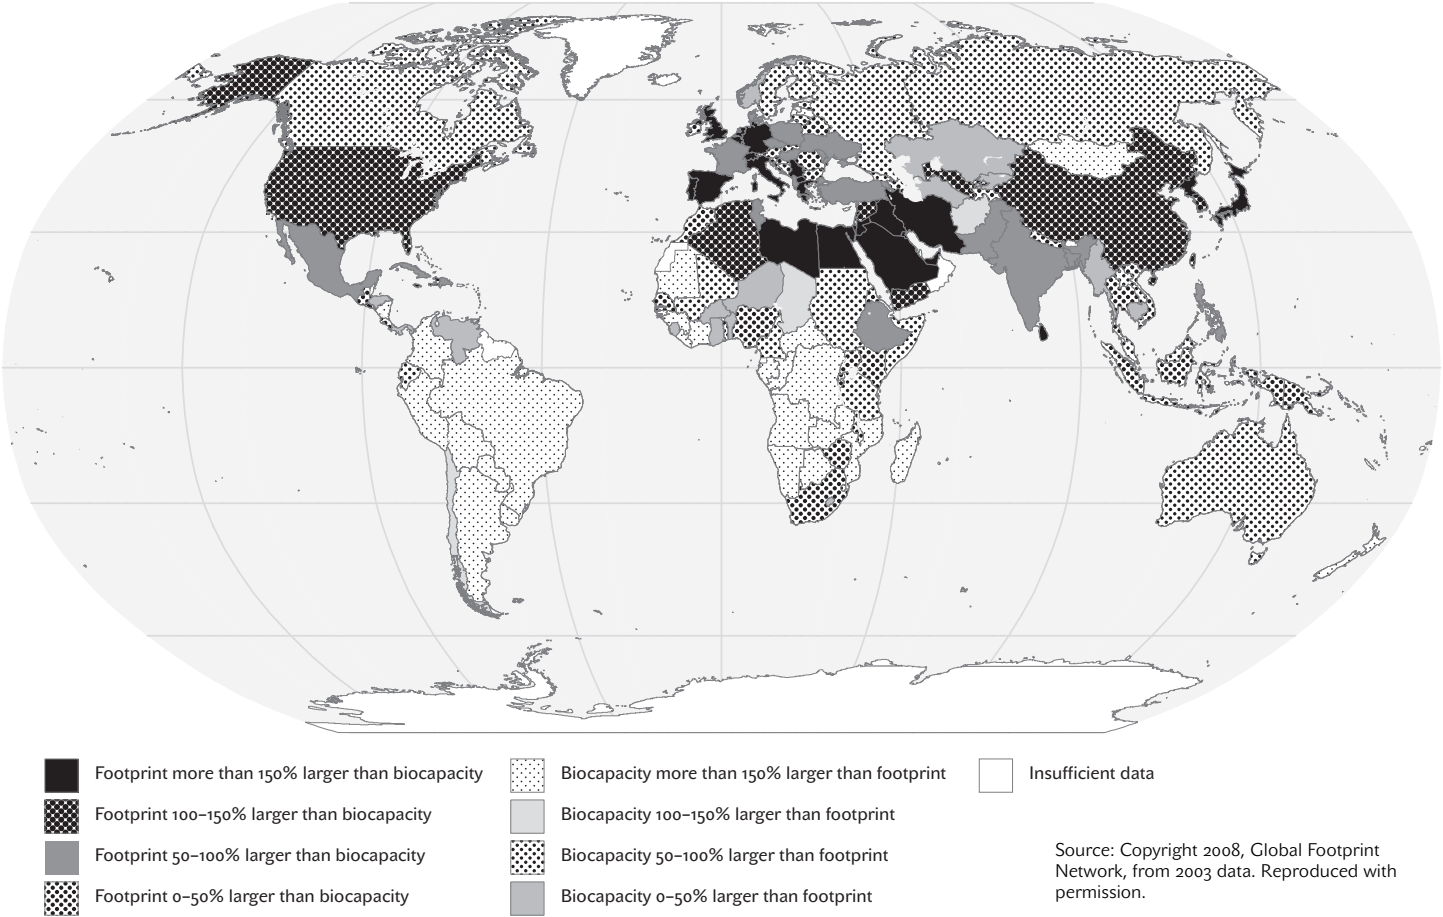 Footprint more than 150% larger than biocapacity
Footprint 100–150% larger than biocapacity
Footprint 50–100% larger than biocapacity
Footprint 0–50% larger than biocapacity
Biocapacity more than 150% larger than footprint
Biocapacity 100–150% larger than footprint
Biocapacity 50–100% larger than footprint
Biocapacity 0–50% larger than footprint
Insufficient data
Source: Copyright 2008, Global Footprint
Network, from 2003 data. Reproduced with
permission.